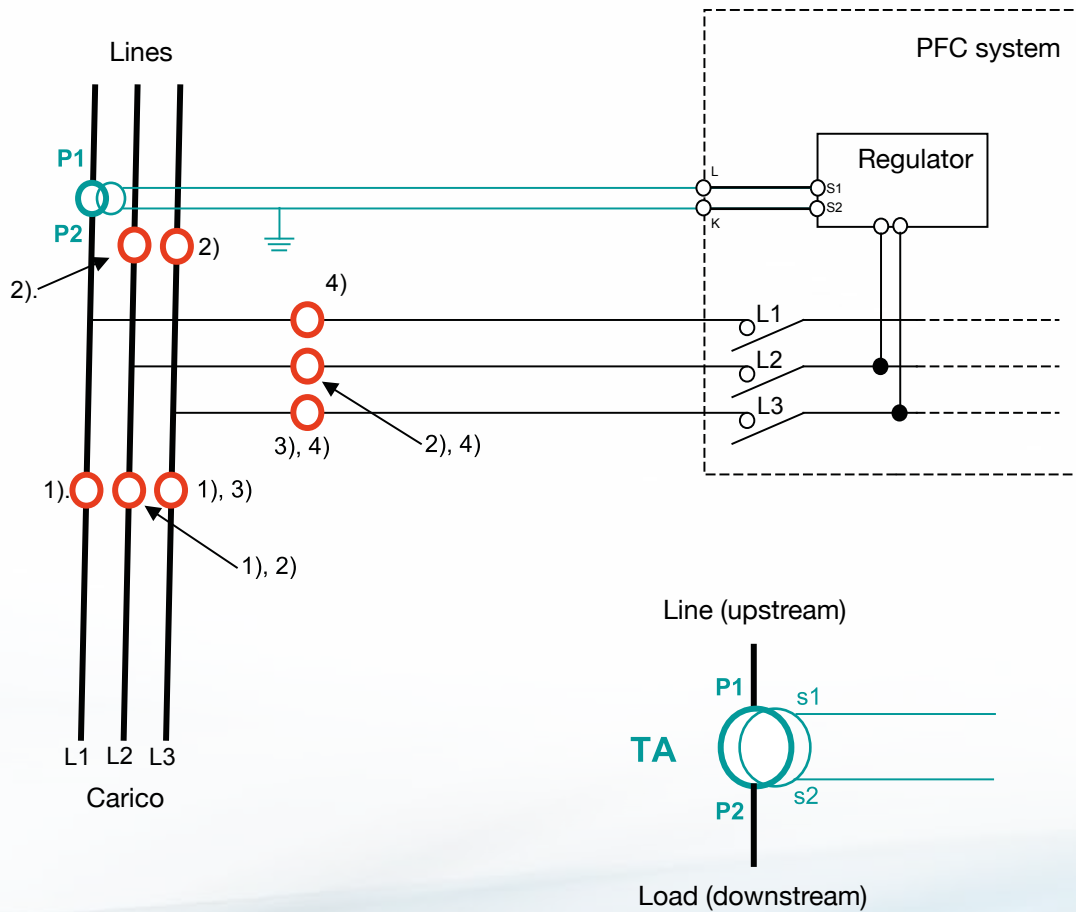 Lines
PFC system
P1
P2
L
K
S1
S2
Regulator
2)
2).
4)
L1
L2
L3
3), 4)
2), 4)
1).
1), 3)
1), 2)
L1 L2 L3
Carico
Line (upstream)
P1
s1
TA
P2
s2
Load (downstream)